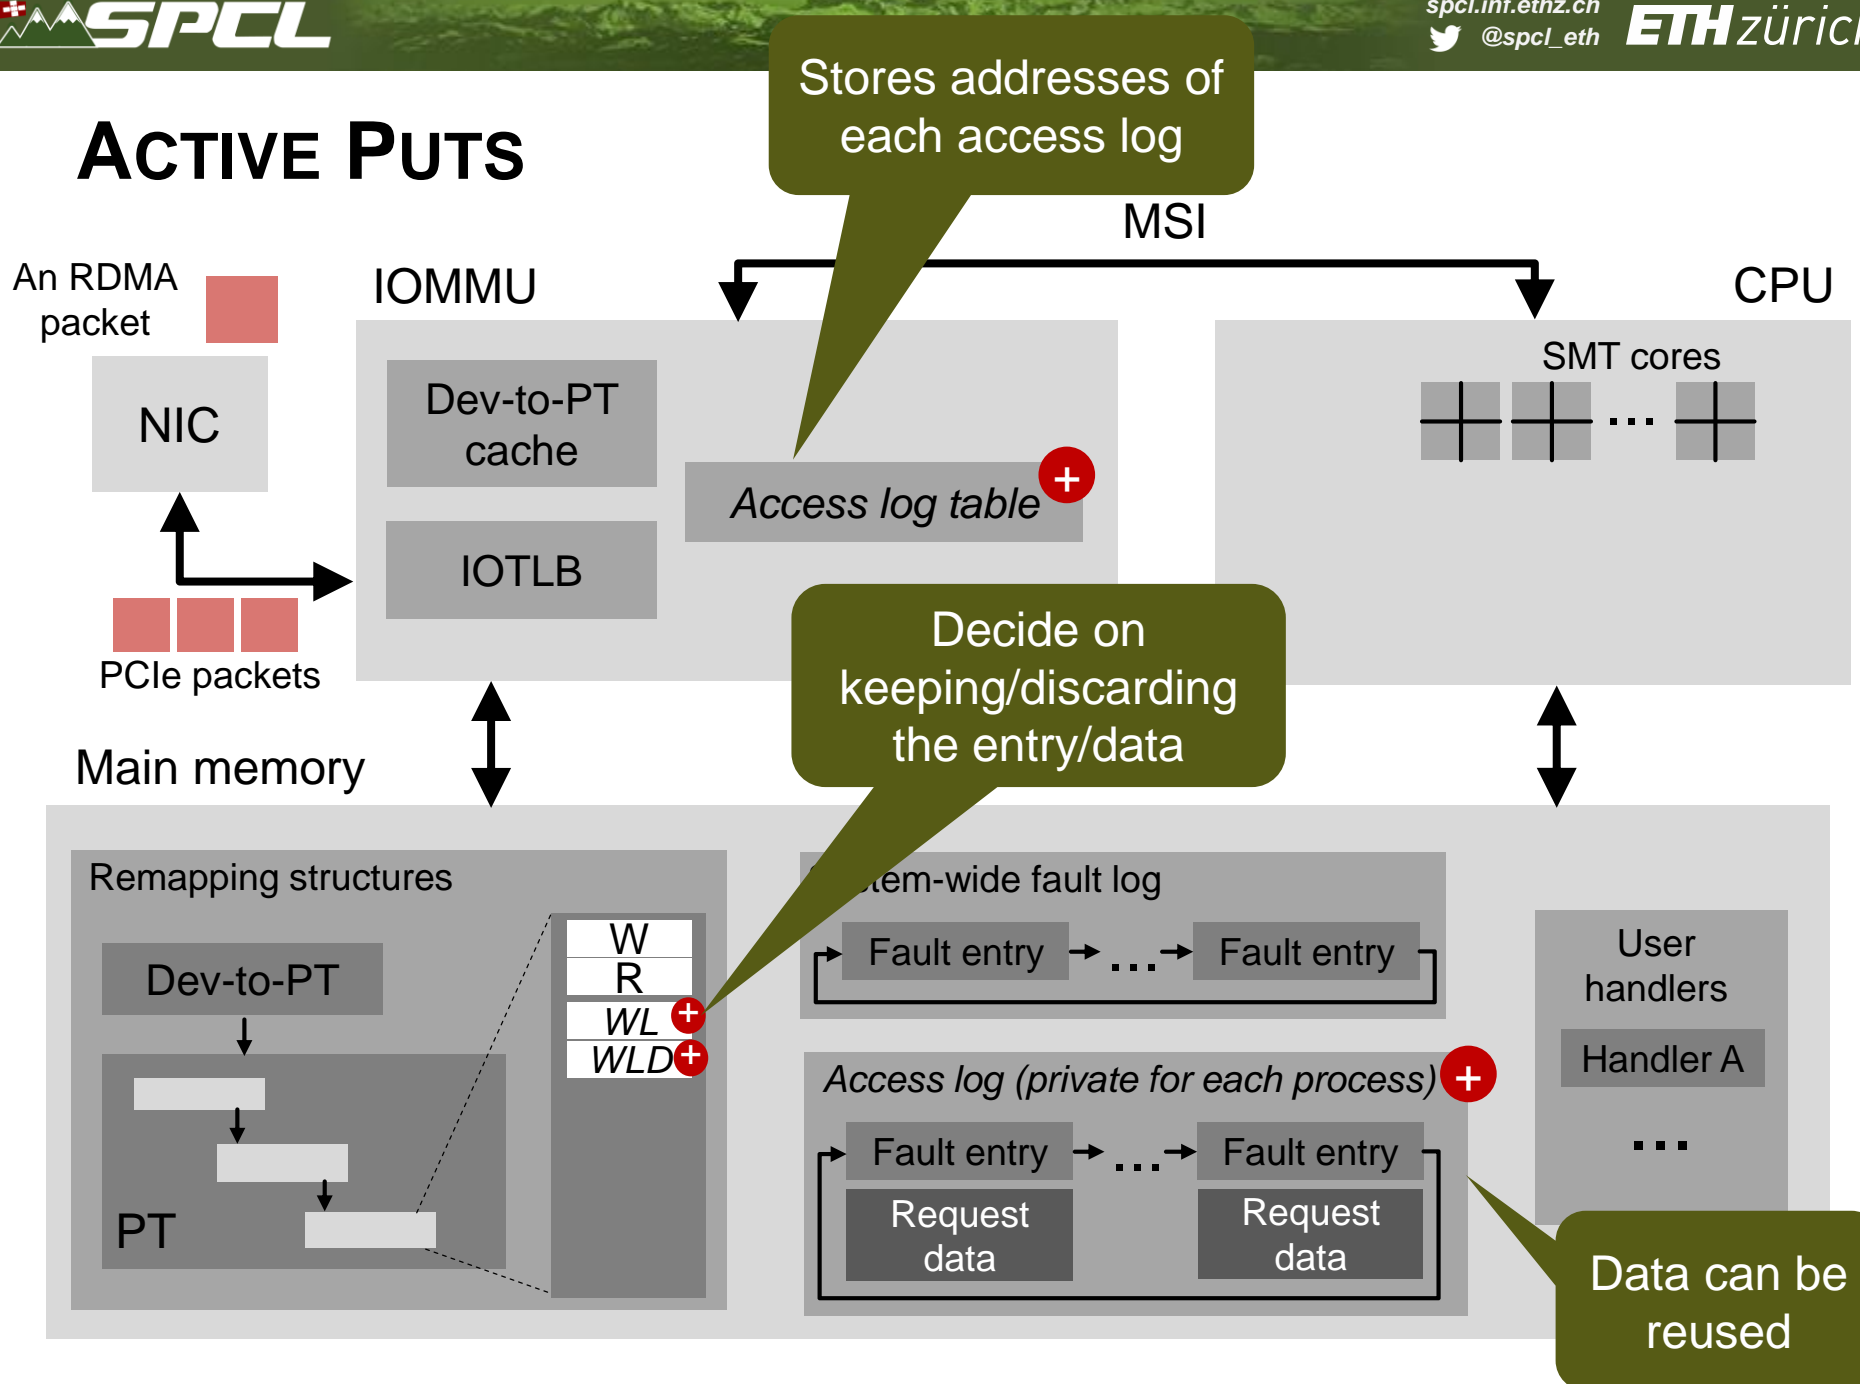 SPCL
spcl.inf.ethz.ch
@spcl_eth
ETH züric
ACTIVE PUTS
Stores addresses of
each access log
MSI
An RDMA
packet
IOMMU
CPU
NIC
Dev-to-PT
cache
SMT cores
...
Access log table
+
IOTLB
PCIe packets
Decide on
keeping/discarding
the entry/data
Main memory
Remapping structures
W
R
WL
+
WLD
+
Dev-to-PT
PT
tem-wide fault log
Fault entry
...
Fault entry
Access log (private for each process)
+
Fault entry
...
Fault entry
Request
data
Request
data
User
handlers
Handler A
...
Data can be
reused